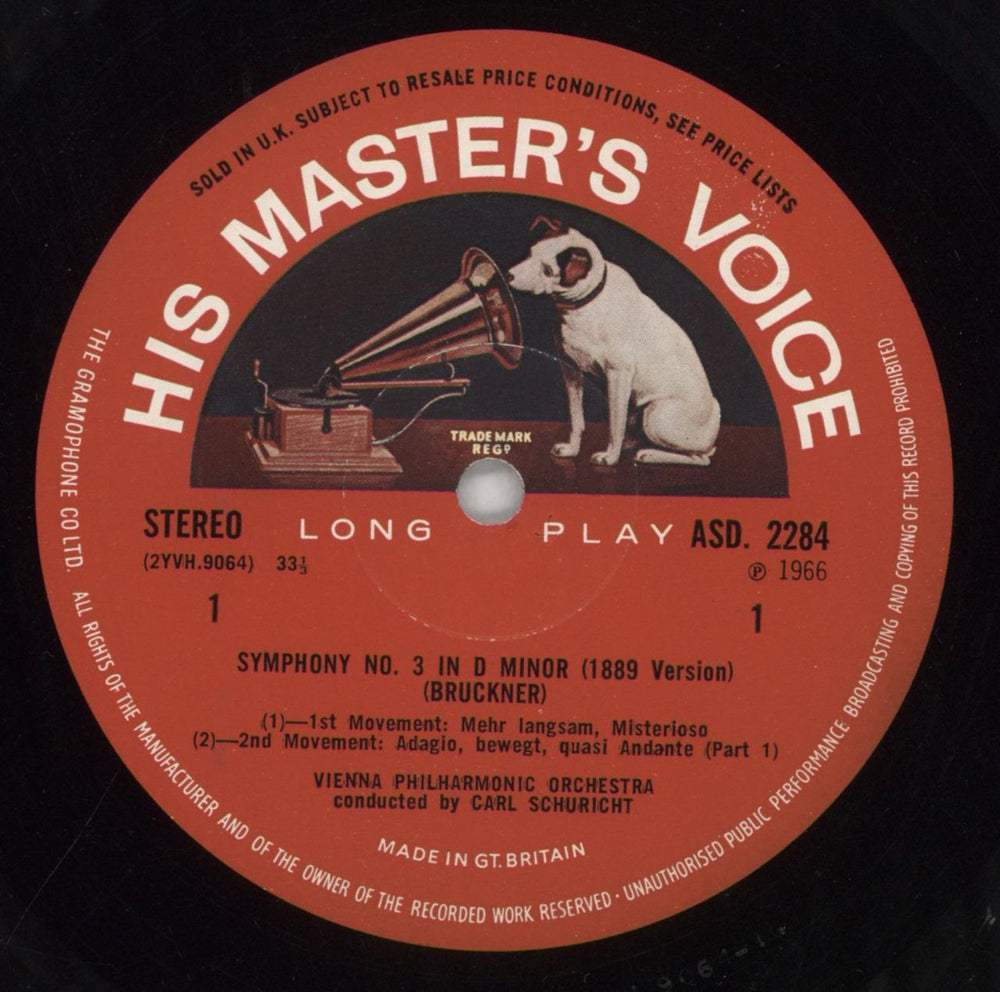 SOLD IN U.K. SUBJECT TO RESALE PRICE CONDITIONS, SEE PRICE LISTS
HIS MASTER'S VOICE
TRADE MARK
REGD
STEREO LONG PLAY ASD. 2284
(2YVH.9064) 33⅓ ℗ 1966
1 1
SYMPHONY NO. 3 IN D MINOR (1889 Version)
(BRUCKNER)
(1)—1st Movement: Mehr langsam, Misterioso
(2)—2nd Movement: Adagio, bewegt, quasi Andante (Part 1)
VIENNA PHILHARMONIC ORCHESTRA
conducted by CARL SCHURICHT
MADE IN GT. BRITAIN
THE GRAMOPHONE CO LTD. ALL RIGHTS OF THE MANUFACTURER AND OF THE OWNER OF THE RECORDED WORK RESERVED · UNAUTHORISED PUBLIC PERFORMANCE BROADCASTING AND COPYING OF THIS RECORD PROHIBITED